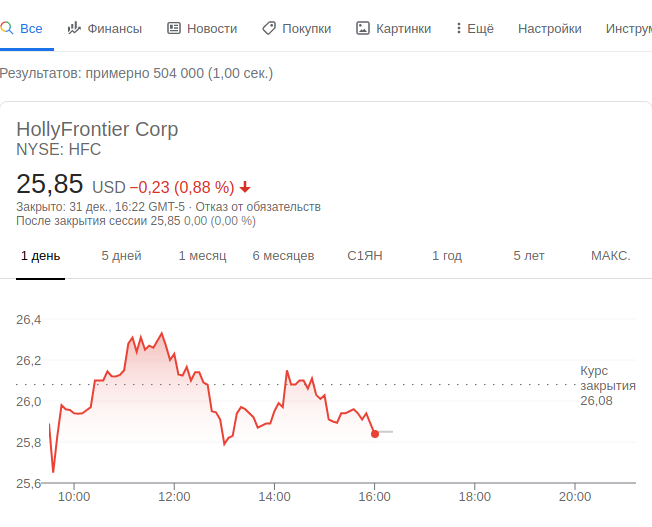 Все Финансы Новости Покупки Картинки Ещё Настройки
Результатов: примерно 504 000 (1,00 сек.)
HollyFrontier Corp
NYSE: HFC
25,85 USD −0,23 (0,88 %)
Закрыто: 31 дек., 16:22 GMT-5 · Отказ от обязательств
После закрытия сессии 25,85 0,00 (0,00 %)
1 день 5 дней 1 месяц 6 месяцев С1ЯН 1 год 5 лет МАКС.
26,4
26,2
26,0
25,8
25,6
Курс
закрытия
26,08
10:00 12:00 14:00 16:00 18:00 20:00